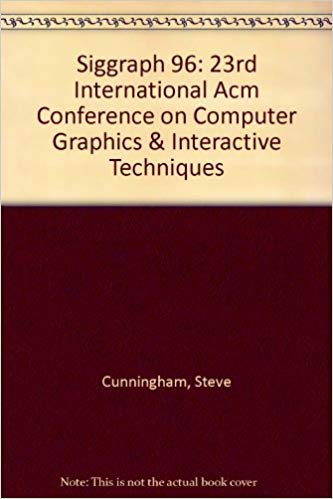 Siggraph 96: 23rd
International Acm
Conference on Computer
Graphics & Interactive
Techniques
Cunningham, Steve
Note: This is not the actual book cover